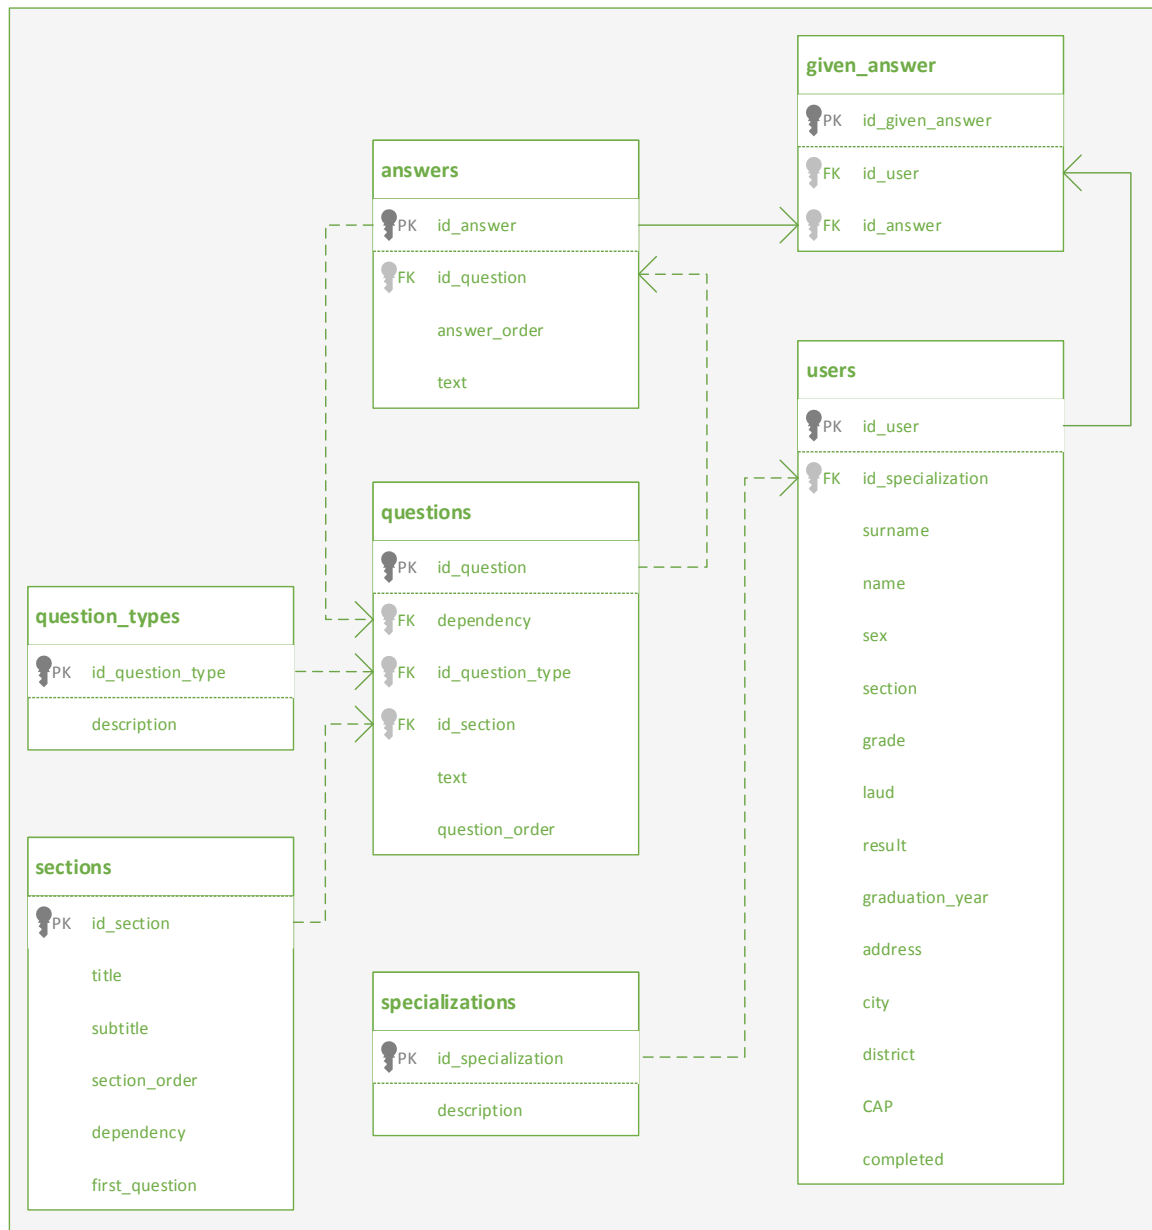 given_answer
PK id_given_answer
FK id_user
FK id_answer
answers
PK id_answer
FK id_question
answer_order
text
users
PK id_user
FK id_specialization
surname
name
sex
section
grade
laud
result
graduation_year
address
city
district
CAP
completed
questions
PK id_question
FK dependency
FK id_question_type
FK id_section
text
question_order
question_types
PK id_question_type
description
sections
PK id_section
title
subtitle
section_order
dependency
first_question
specializations
PK id_specialization
description